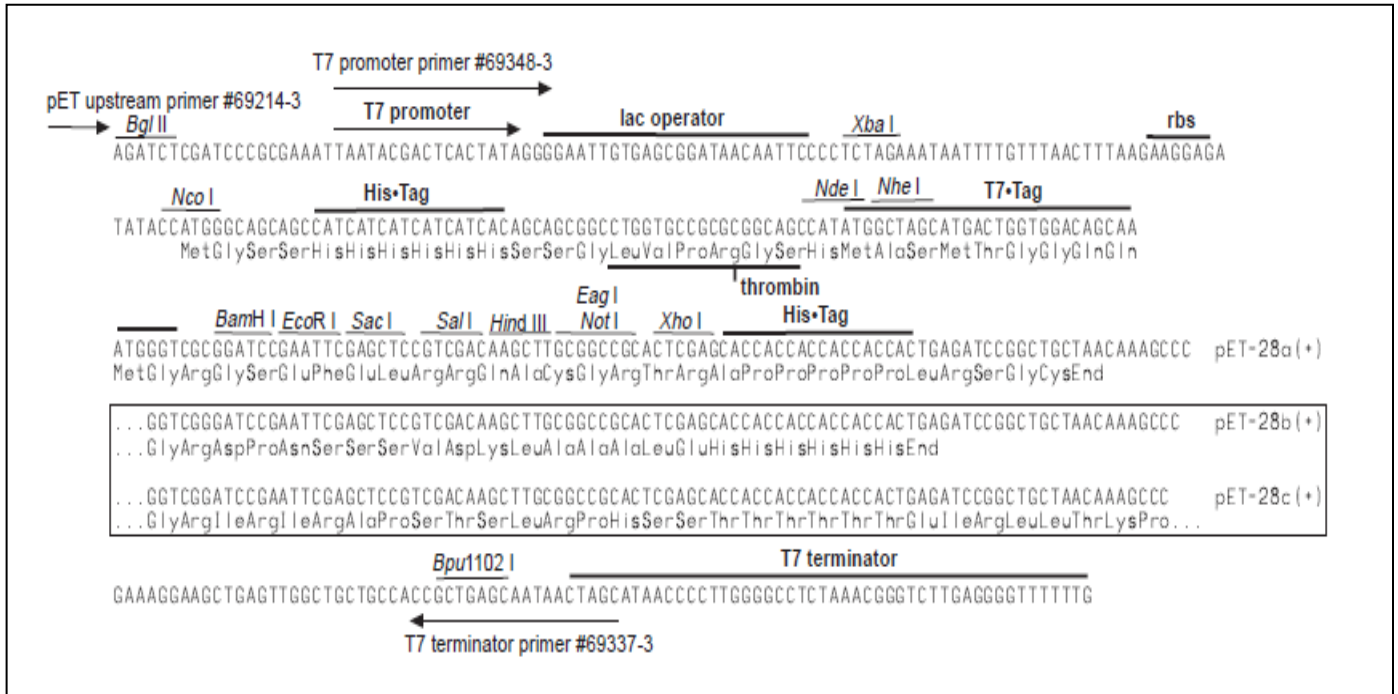 T7 promoter primer #69348-3
pET upstream primer #69214-3
T7 promoter
Bgl II
lac operator
Xba I
rbs
AGATCTCGATCCCGCGAAATTAATACGACTCACTATAGGGGAATTGTGAGCGGATAACAATTCCCCTCTAGAAATAATTTTGTTTAACTTTAAGAAGGAGA
Nco I
His•Tag
Nde I
Nhe I
T7•Tag
TATACCATGGGCAGCAGCCATCATCATCATCATCACAGCAGCGGCCTGGTGCCGCGCGGCAGCCATATGGCTAGCATGACTGGTGGACAGCAA
MetGlySerSerHisHisHisHisHisHisSerSerGlyLeuValProArgGlySerHisMetAlaSerMetThrGlyGlyGlnGln
thrombin
Eag I
BamH I
EcoR I
Sac I
Sal I
Hind III
Not I
Xho I
His•Tag
ATGGGTCGCGGATCCGAATTCGAGCTCCGTCGACAAGCTTGCGGCCGCACTCGAGCACCACCACCACCACCACTGAGATCCGGCTGCTAACAAAGCCC pET-28a(+)
MetGlyArgGlySerGluPheGluLeuArgArgGlnAlaCysGlyArgThrArgAlaProProProProProLeuArgSerGlyCysEnd
...GGTCGGGATCCGAATTCGAGCTCCGTCGACAAGCTTGCGGCCGCACTCGAGCACCACCACCACCACCACTGAGATCCGGCTGCTAACAAAGCCC pET-28b(+)
...GlyArgAspProAsnSerSerSerValAspLysLeuAlaAlaAlaLeuGluHisHisHisHisHisHisEnd
...GGTCGGATCCGAATTCGAGCTCCGTCGACAAGCTTGCGGCCGCACTCGAGCACCACCACCACCACCACTGAGATCCGGCTGCTAACAAAGCCC pET-28c(+)
...GlyArgIleArgIleArgAlaProSerThrSerLeuArgProHisSerSerThrThrThrThrThrThrGluIleArgLeuLeuThrLysPro...
Bpu1102 I
T7 terminator
GAAAGGAAGCTGAGTTGGCTGCTGCCACCGCTGAGCAATAACTAGCATAACCCCTTGGGGCCTCTAAACGGGTCTTGAGGGGTTTTTTG
T7 terminator primer #69337-3